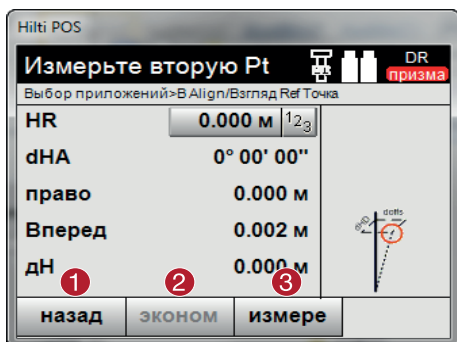 Hilti POS
Измерьте вторую Pt
DR
призма
Выбор приложений>В Align/Взгляд Ref Точка
HR 0.000 м 123
dHA 0° 00' 00"
право 0.000 м
Вперед 0.002 м
дН 0.000 м
1 2 3
назад эконом измере